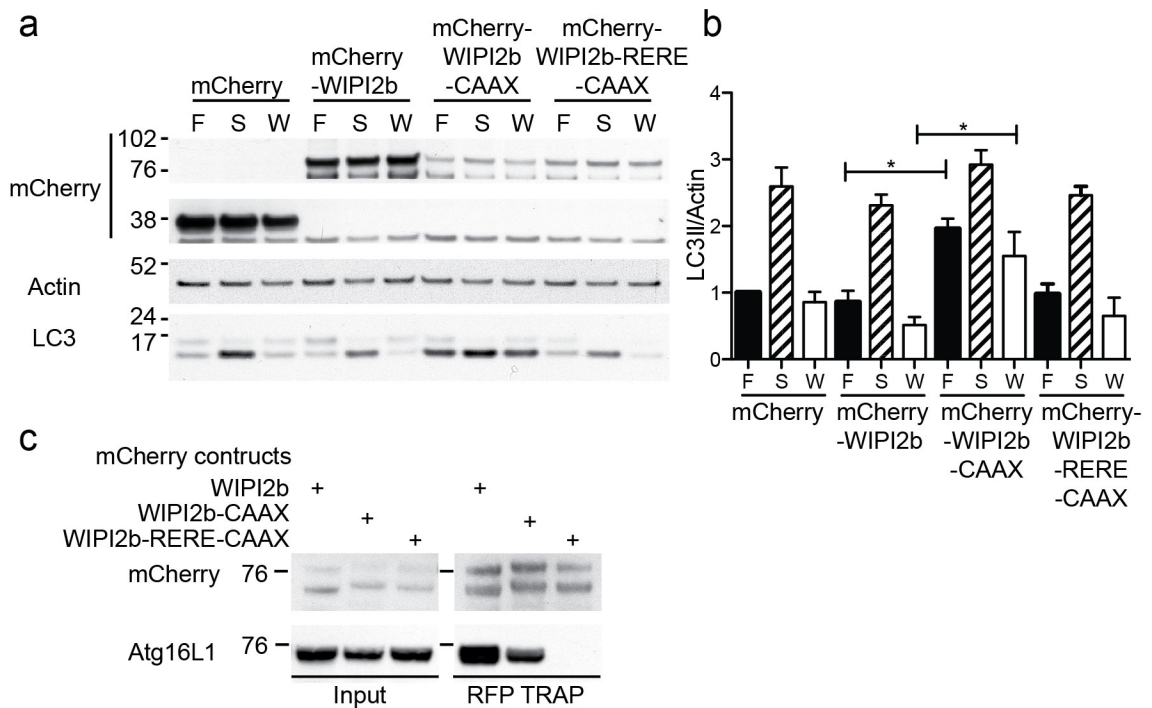 a
mCherry
mCherry
-WIPI2b
mCherry-
WIPI2b
-CAAX
mCherry-
WIPI2b-RERE
-CAAX
F S W F S W F S W F S W
mCherry
102
76
38
52
Actin
24
LC3
17
b
LC3II/Actin
4
3
2
1
0
*
*
F S W F S W F S W F S W
mCherry
mCherry
-WIPI2b
mCherry
-WIPI2b
-CAAX
mCherry-
WIPI2b
-RERE
-CAAX
c
mCherry contructs
WIPI2b + +
WIPI2b-CAAX + +
WIPI2b-RERE-CAAX + +
mCherry 76
Atg16L1 76
Input RFP TRAP